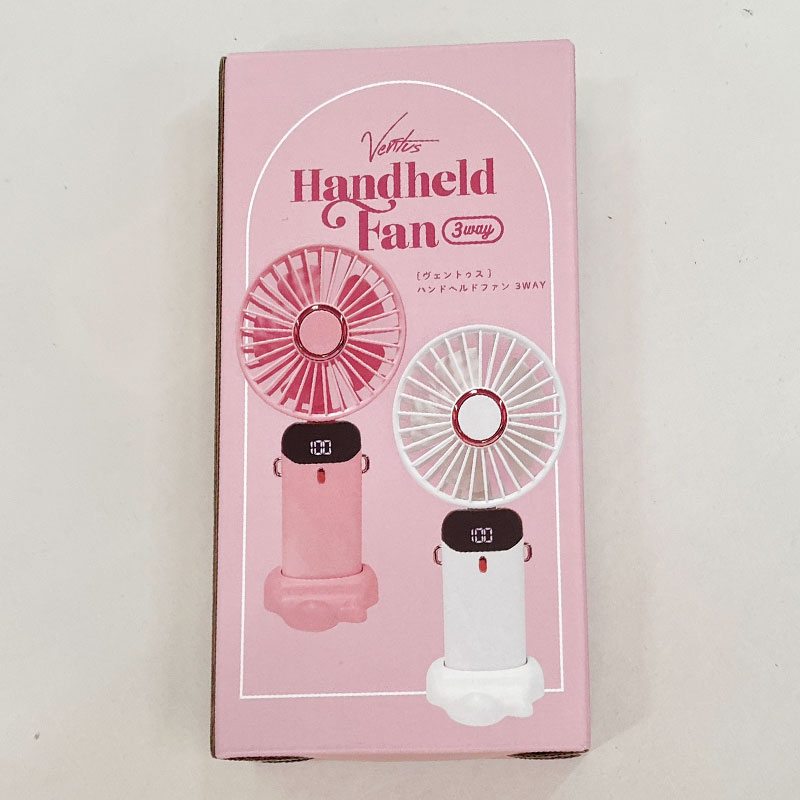 Ventus
Handheld
Fan 3way
[ヴェントゥス]
ハンドヘルドファン 3WAY
100
100